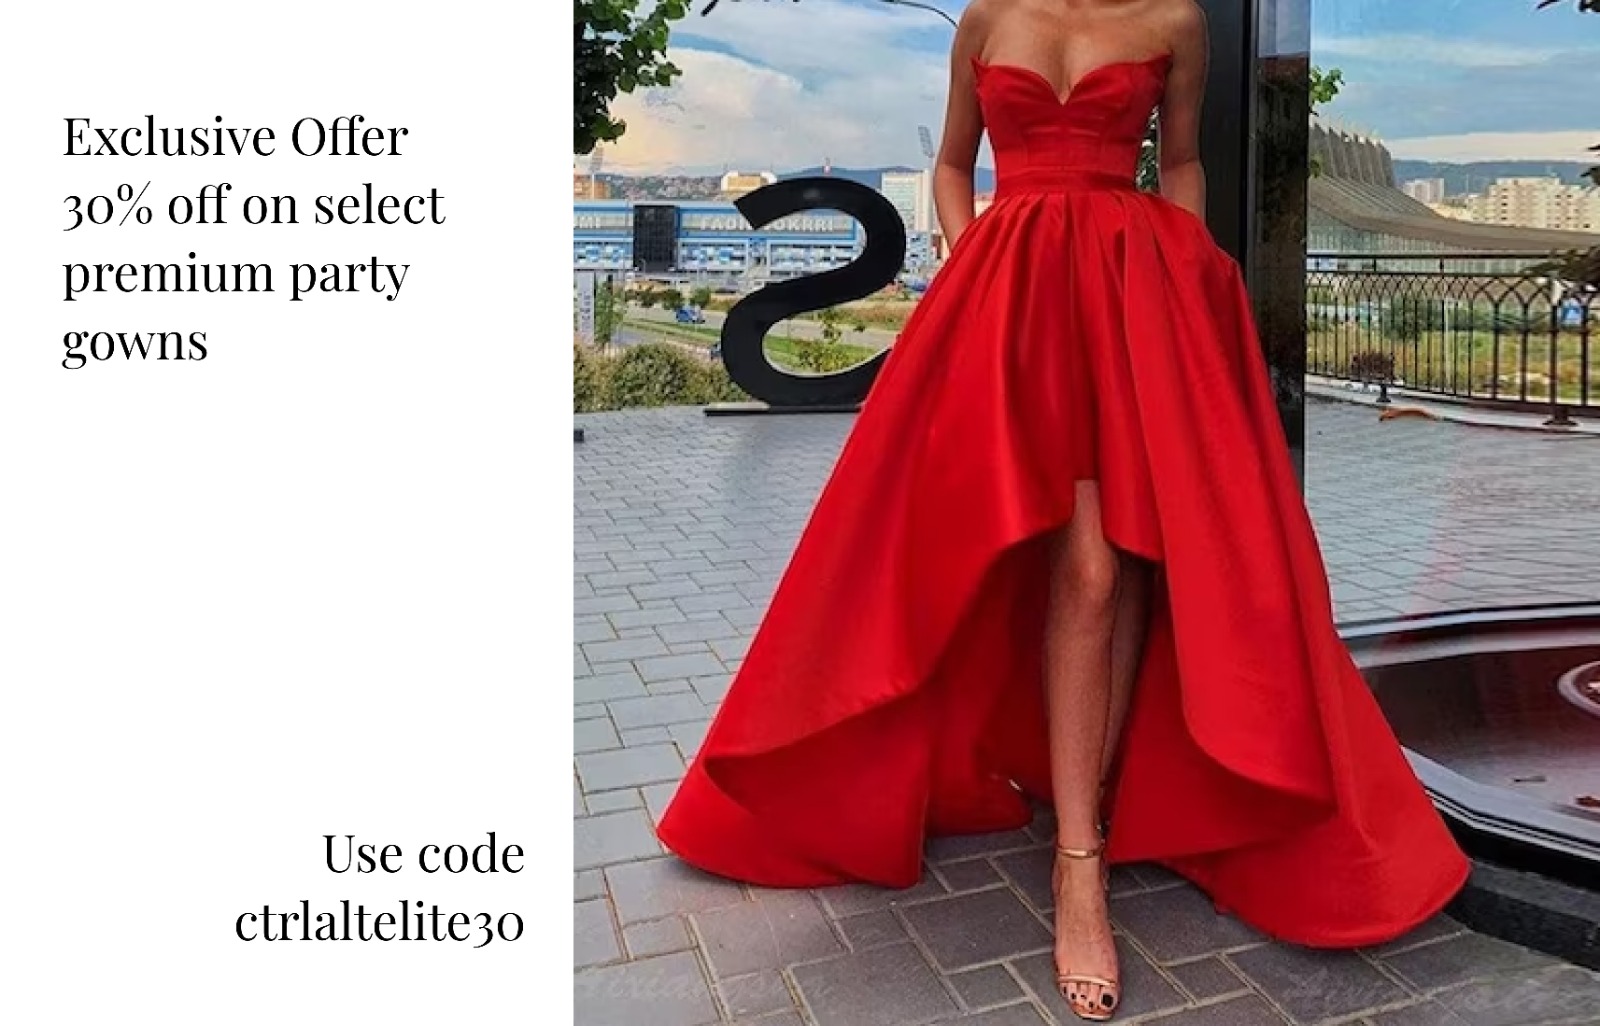 Exclusive Offer
30% off on select
premium party
gowns
Use code
ctrlaltelite30
S